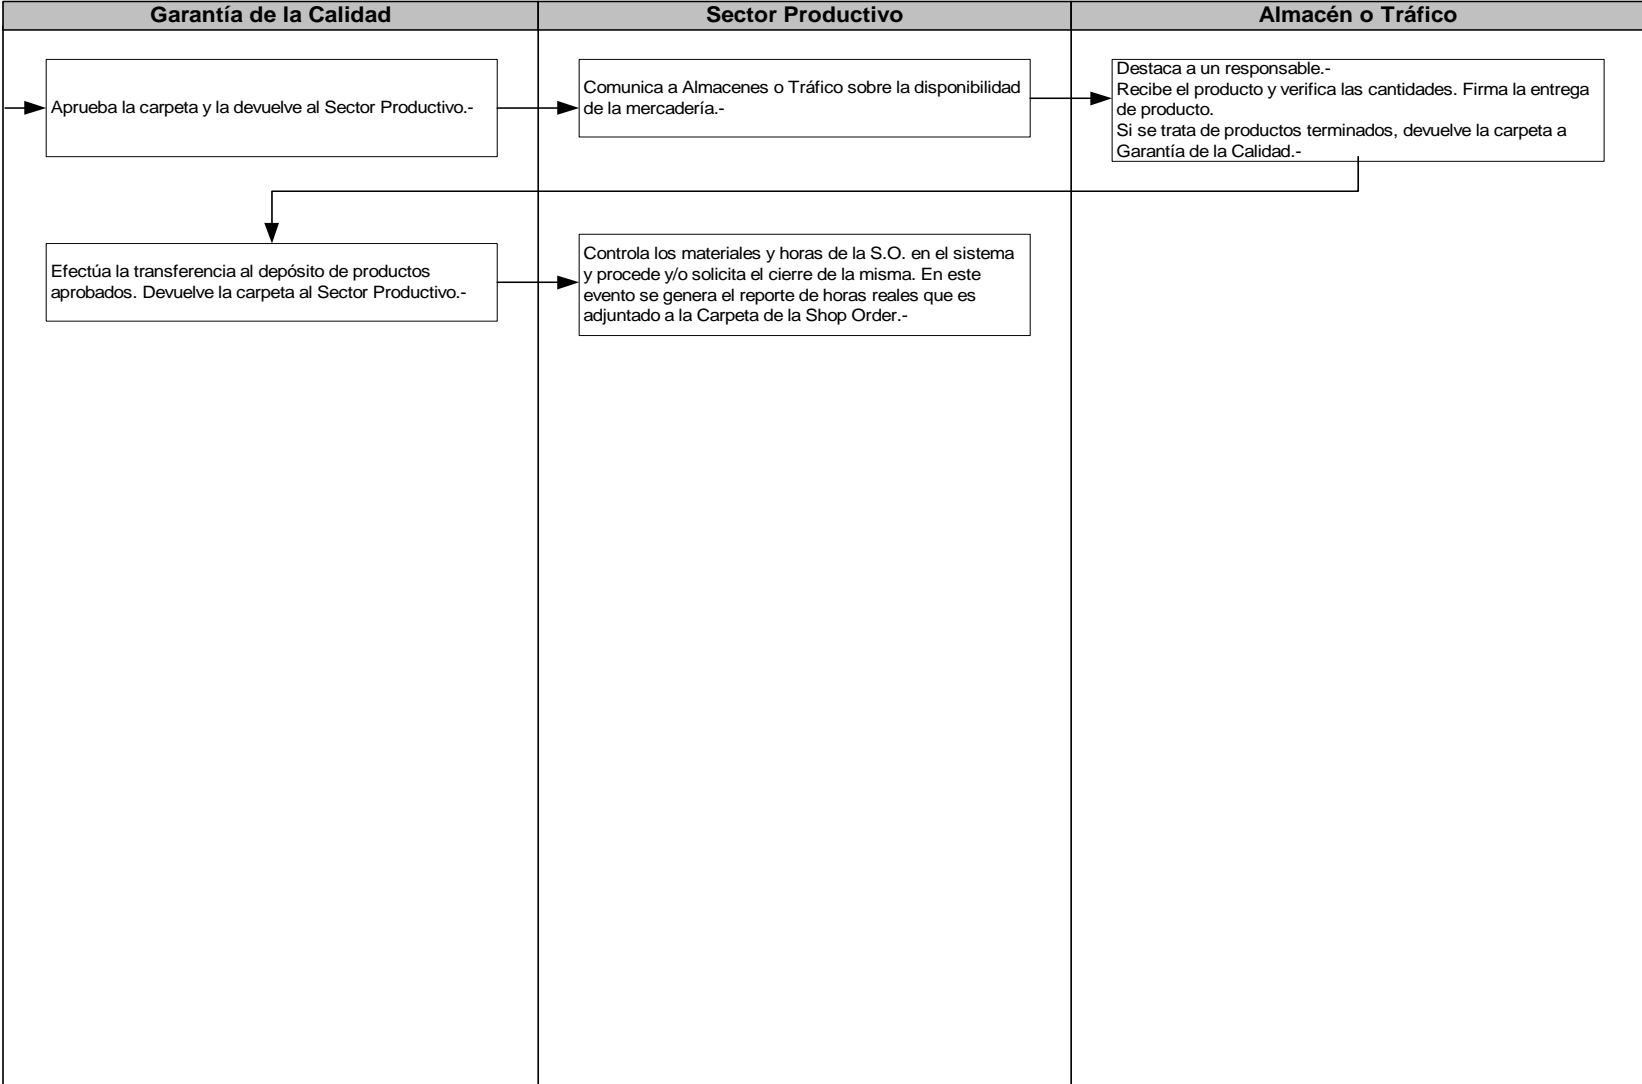 Garantía de la Calidad
Sector Productivo
Almacén o Tráfico
Aprueba la carpeta y la devuelve al Sector Productivo.-
Comunica a Almacenes o Tráfico sobre la disponibilidad
de la mercadería.-
Destaca a un responsable.-
Recibe el producto y verifica las cantidades. Firma la entrega
de producto.
Si se trata de productos terminados, devuelve la carpeta a
Garantía de la Calidad.-
Efectúa la transferencia al depósito de productos
aprobados. Devuelve la carpeta al Sector Productivo.-
Controla los materiales y horas de la S.O. en el sistema
y procede y/o solicita el cierre de la misma. En este
evento se genera el reporte de horas reales que es
adjuntado a la Carpeta de la Shop Order.-